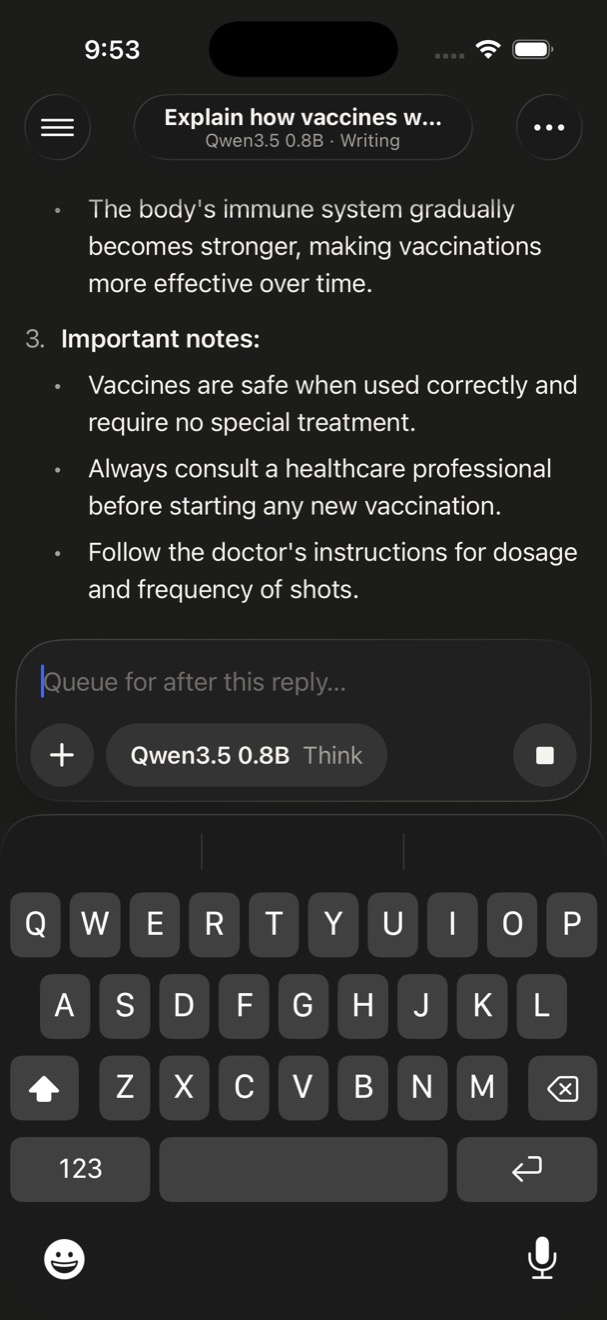 9:53
Explain how vaccines w...
Qwen3.5 0.8B · Writing
• The body's immune system gradually
becomes stronger, making vaccinations
more effective over time.
3. Important notes:
• Vaccines are safe when used correctly and
require no special treatment.
• Always consult a healthcare professional
before starting any new vaccination.
• Follow the doctor's instructions for dosage
and frequency of shots.
Queue for after this reply...
Qwen3.5 0.8B Think
Q W E R T Y U I O P
A S D F G H J K L
Z X C V B N M
123